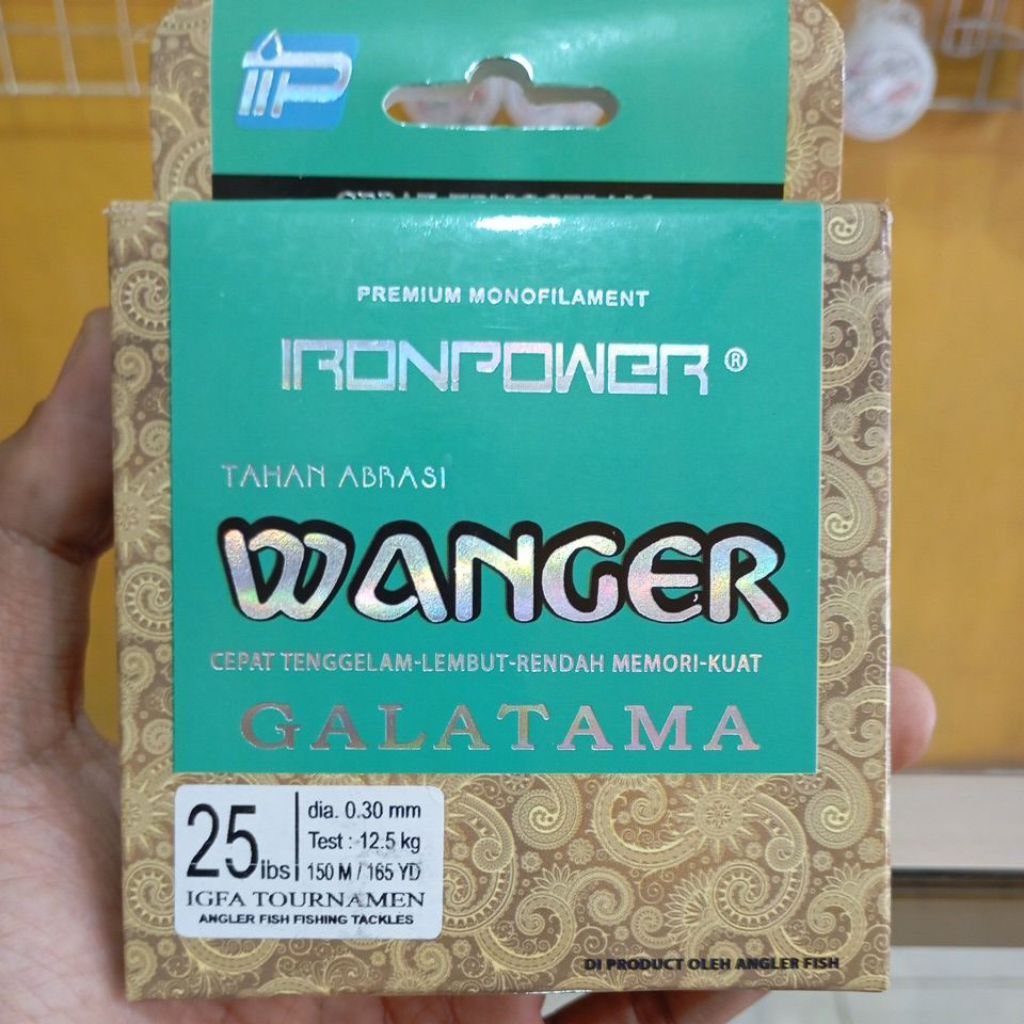 IP
PREMIUM MONOFILAMENT
IRONPOWER ®
TAHAN ABRASI
WANGER
CEPAT TENGGELAM-LEMBUT-RENDAH MEMORI-KUAT
GALATAMA
25 lbs
dia. 0.30 mm
Test : 12.5 kg
150 M / 165 YD
IGFA TOURNAMEN
ANGLER FISH FISHING TACKLES
DI PRODUCT OLEH ANGLER FISH